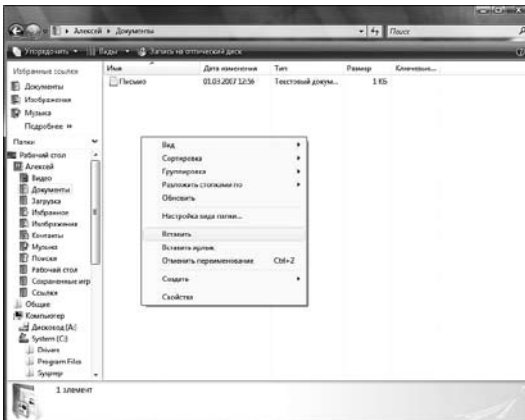 Алексей ▸ Документы
Поиск
Упорядочить Виды Запись на оптический диск
Избранные ссылки
Документы
Изображения
Музыка
Подробнее »
Папки
Рабочий стол
Алексей
Видео
Документы
Загрузка
Избранное
Изображения
Контакты
Музыка
Поиски
Рабочий стол
Сохраненные игр
Ссылки
Общие
Компьютер
Дисковод (A:)
System (C:)
Drivers
Program Files
Sysprep
Имя Дата изменения Тип Размер Ключевые...
Письмо 01.03.2007 12:56 Текстовый докум... 1 КБ
Вид
Сортировка
Группировка
Разложить стопками по
Обновить
Настройка вида папки...
Вставить
Вставить ярлык
Отменить переименование Ctrl+Z
Создать
Свойства
1 элемент